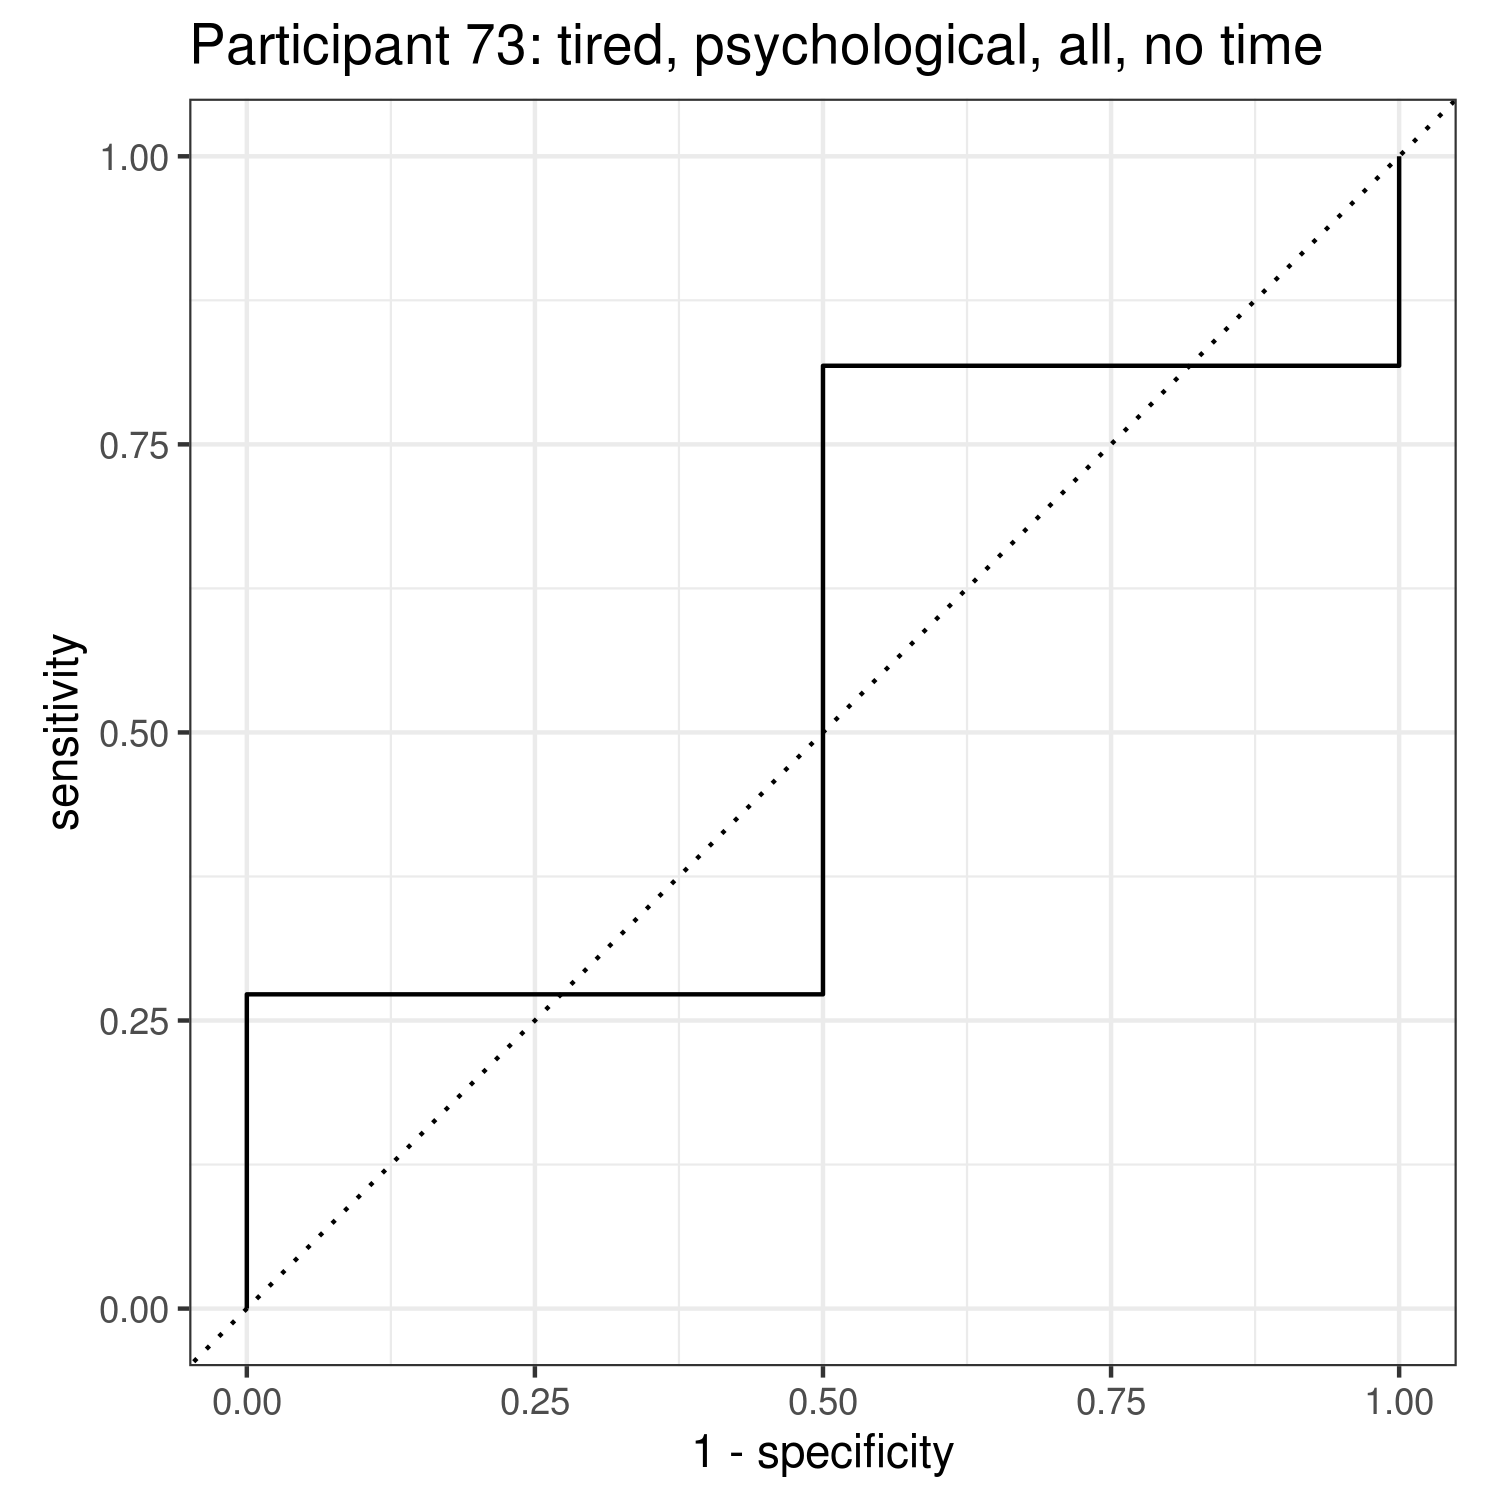 Participant 73: tired, psychological, all, no time
1.00
0.75
0.50
0.25
0.00
sensitivity
0.00 0.25 0.50 0.75 1.00
1 - specificity